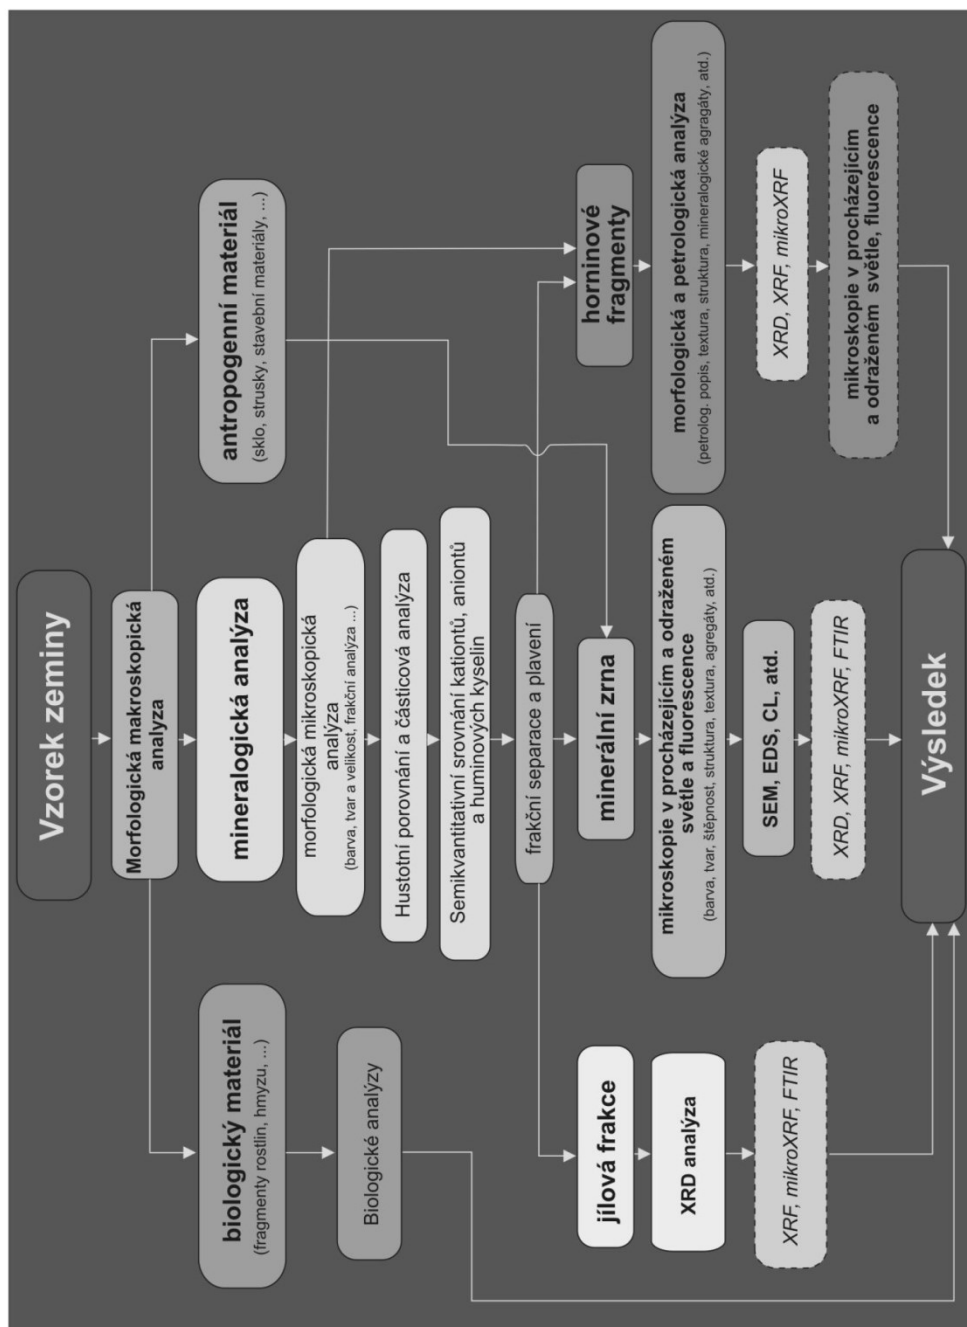 Vzorek zeminy
Morfologická makroskopická
analyza
biologický materiál
(fragmenty rostlin, hmyzu, ...)
mineralogická analýza
antropogenní materiál
(sklo, strusky, stavební materiály, ...)
Biologické analýzy
morfologická mikroskopická
analýza
(barva, tvar a velikost, frakční analýza ...)
Hustotní porovnání a částicová analýza
Semikvantitativní srovnání kationtů, aniontů
a huminových kyselin
frakční separace a plavení
jílová frakce
minerální zrna
horninové
fragmenty
XRD analýza
mikroskopie v procházejícím a odraženém
světle a fluorescence
(barva, tvar, štěpnost, struktura, textura, agregáty, atd.)
morfologická a petrologická analýza
(petrolog. popis, textura, struktura, mineralogické agragáty, atd.)
XRF, mikroXRF, FTIR
SEM, EDS, CL, atd.
XRD, XRF, mikroXRF
XRD, XRF, mikroXRF, FTIR
mikroskopie v procházejícím
a odraženém světle, fluorescence
Výsledek